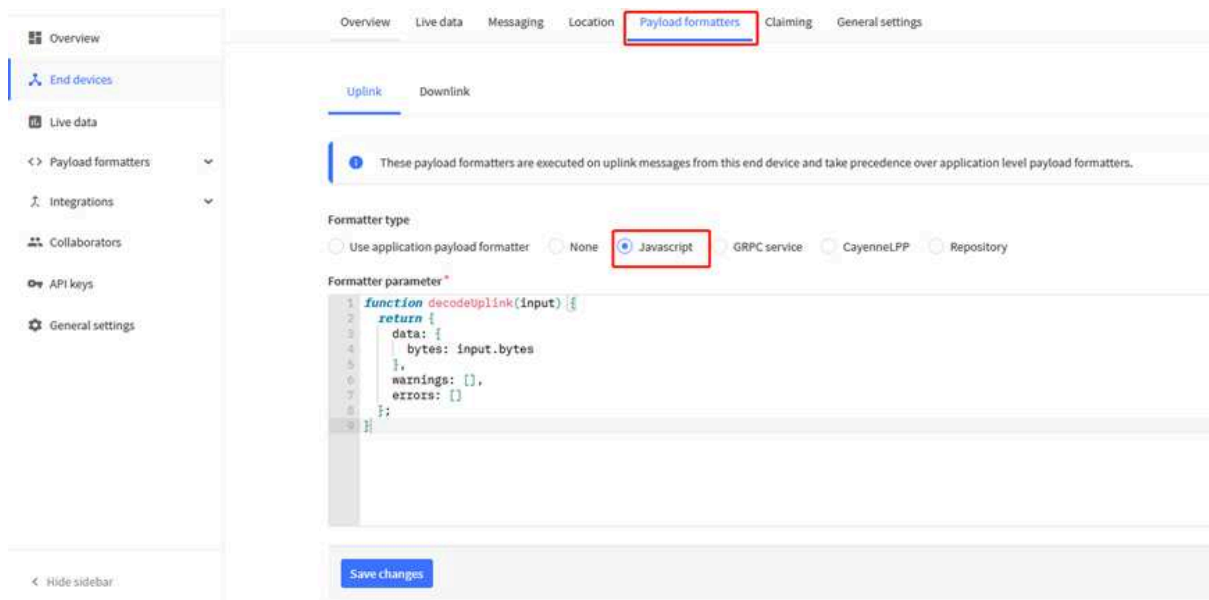 Overview Live data Messaging Location Payload formatters Claiming General settings
Overview
End devices
Live data
Payload formatters
Integrations
Collaborators
API keys
General settings
Hide sidebar
Uplink Downlink
These payload formatters are executed on uplink messages from this end device and take precedence over application level payload formatters.
Formatter type
Use application payload formatter None Javascript GRPC service CayenneLPP Repository
Formatter parameter *
1 function decodeUplink(input) {
2 return {
3 data: {
4 bytes: input.bytes
5 },
6 warnings: [],
7 errors: []
8 };
9 }
Save changes